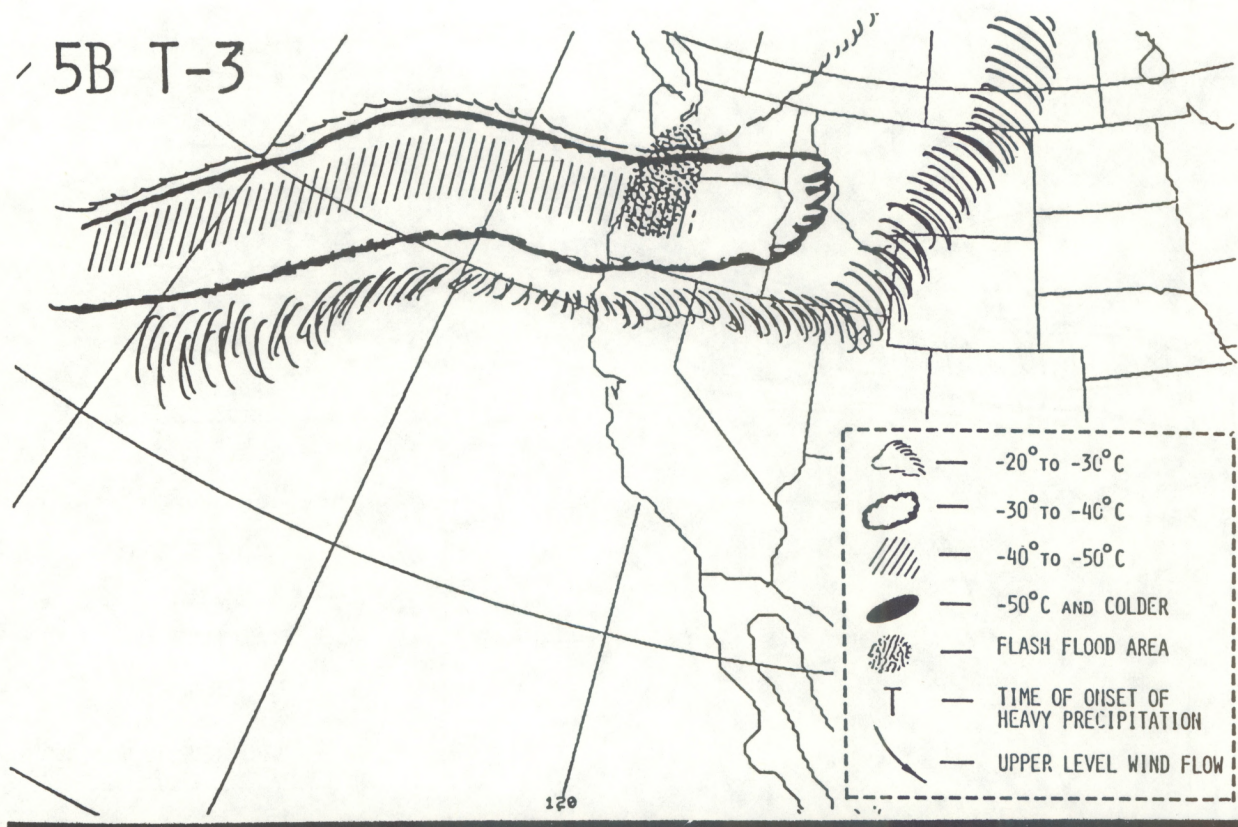 5B T-3
-20° TO -30°C
-30° TO -40°C
-40° TO -50°C
-50°C AND COLDER
FLASH FLOOD AREA
T
TIME OF ONSET OF
HEAVY PRECIPITATION
UPPER LEVEL WIND FLOW
120